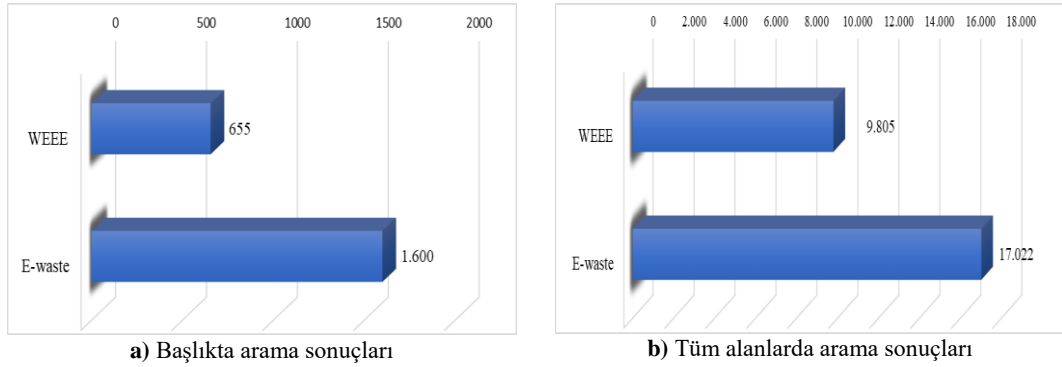 0 500 1000 1500 2000
WEEE 655
E-waste 1.600
a) Başlıkta arama sonuçları
0 2.000 4.000 6.000 8.000 10.000 12.000 14.000 16.000 18.000
WEEE 9.805
E-waste 17.022
b) Tüm alanlarda arama sonuçları